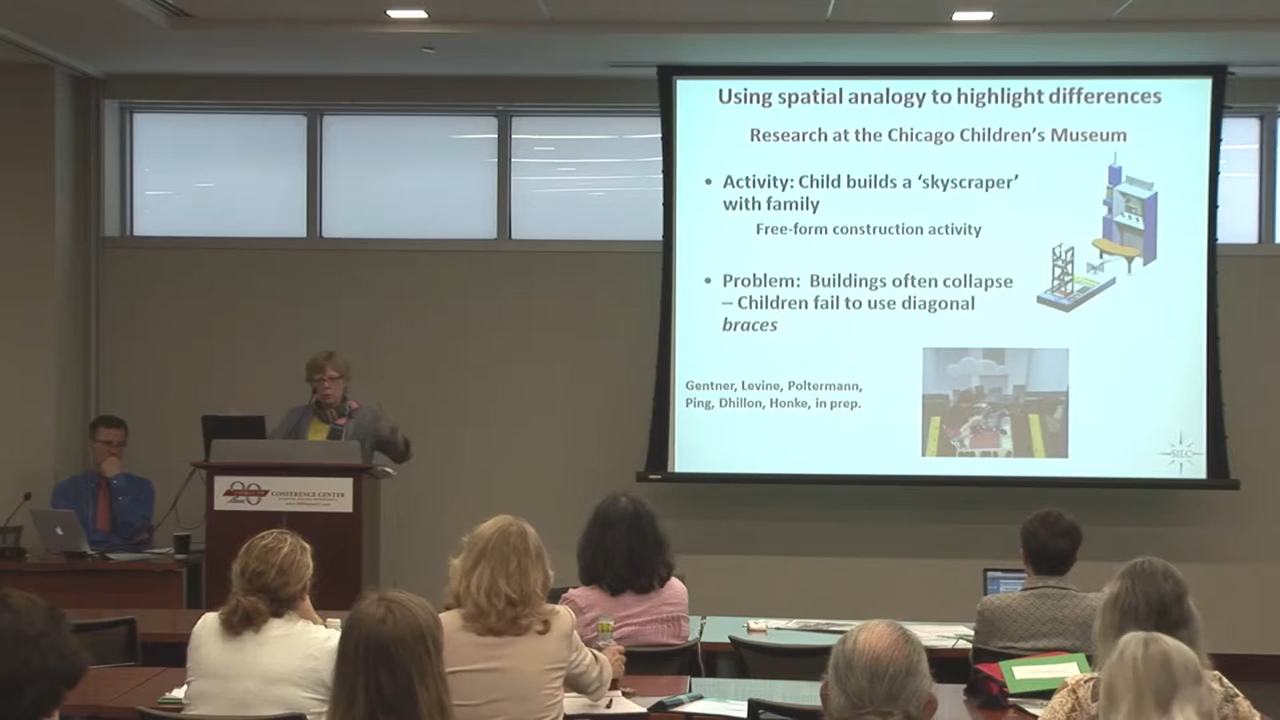 Using spatial analogy to highlight differences
Research at the Chicago Children's Museum
• Activity: Child builds a 'skyscraper'
with family
Free-form construction activity
• Problem: Buildings often collapse
– Children fail to use diagonal
braces
Gentner, Levine, Poltermann,
Ping, Dhillon, Honke, in prep.
SILC
20
CONFERENCE CENTER